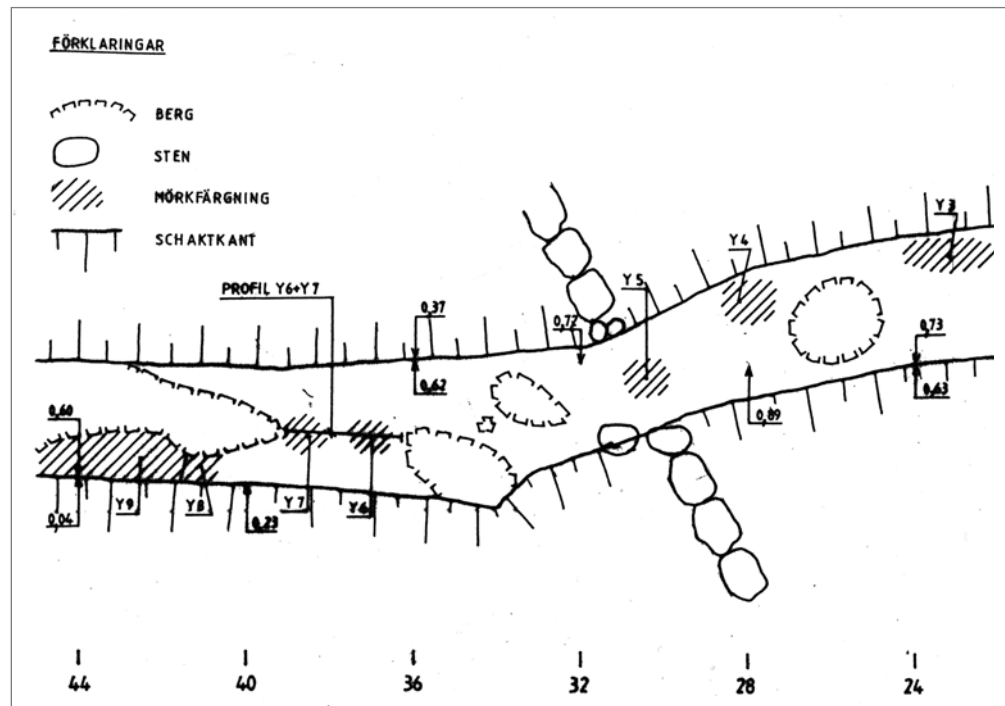 FÖRKLARINGAR
BERG
STEN
MÖRKFÄRGNING
SCHAKTKANT
Y3
Y4
Y5
PROFIL Y6+Y7
0,37
0,72
0,73
0,62
0,63
0,60
0,89
0,04
Y9
Y8
0,23
Y7
Y6
44 40 36 32 28 24